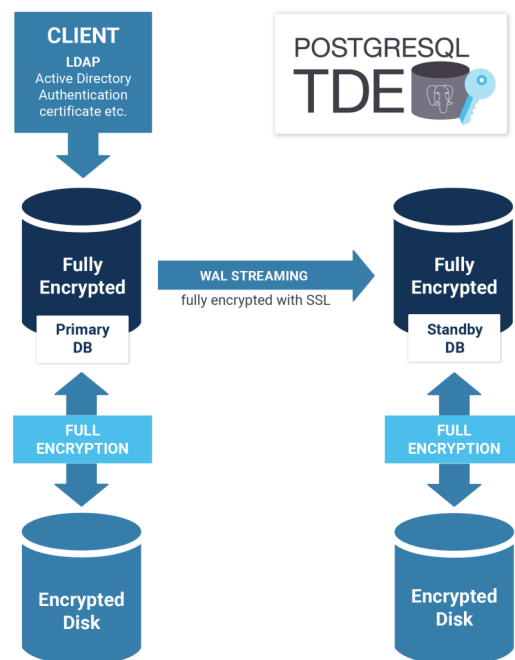 CLIENT
LDAP
Active Directory
Authentication
certificate etc.
POSTGRESQL
TDE
Fully
Encrypted
Primary
DB
WAL STREAMING
fully encrypted with SSL
Fully
Encrypted
Standby
DB
FULL
ENCRYPTION
FULL
ENCRYPTION
Encrypted
Disk
Encrypted
Disk